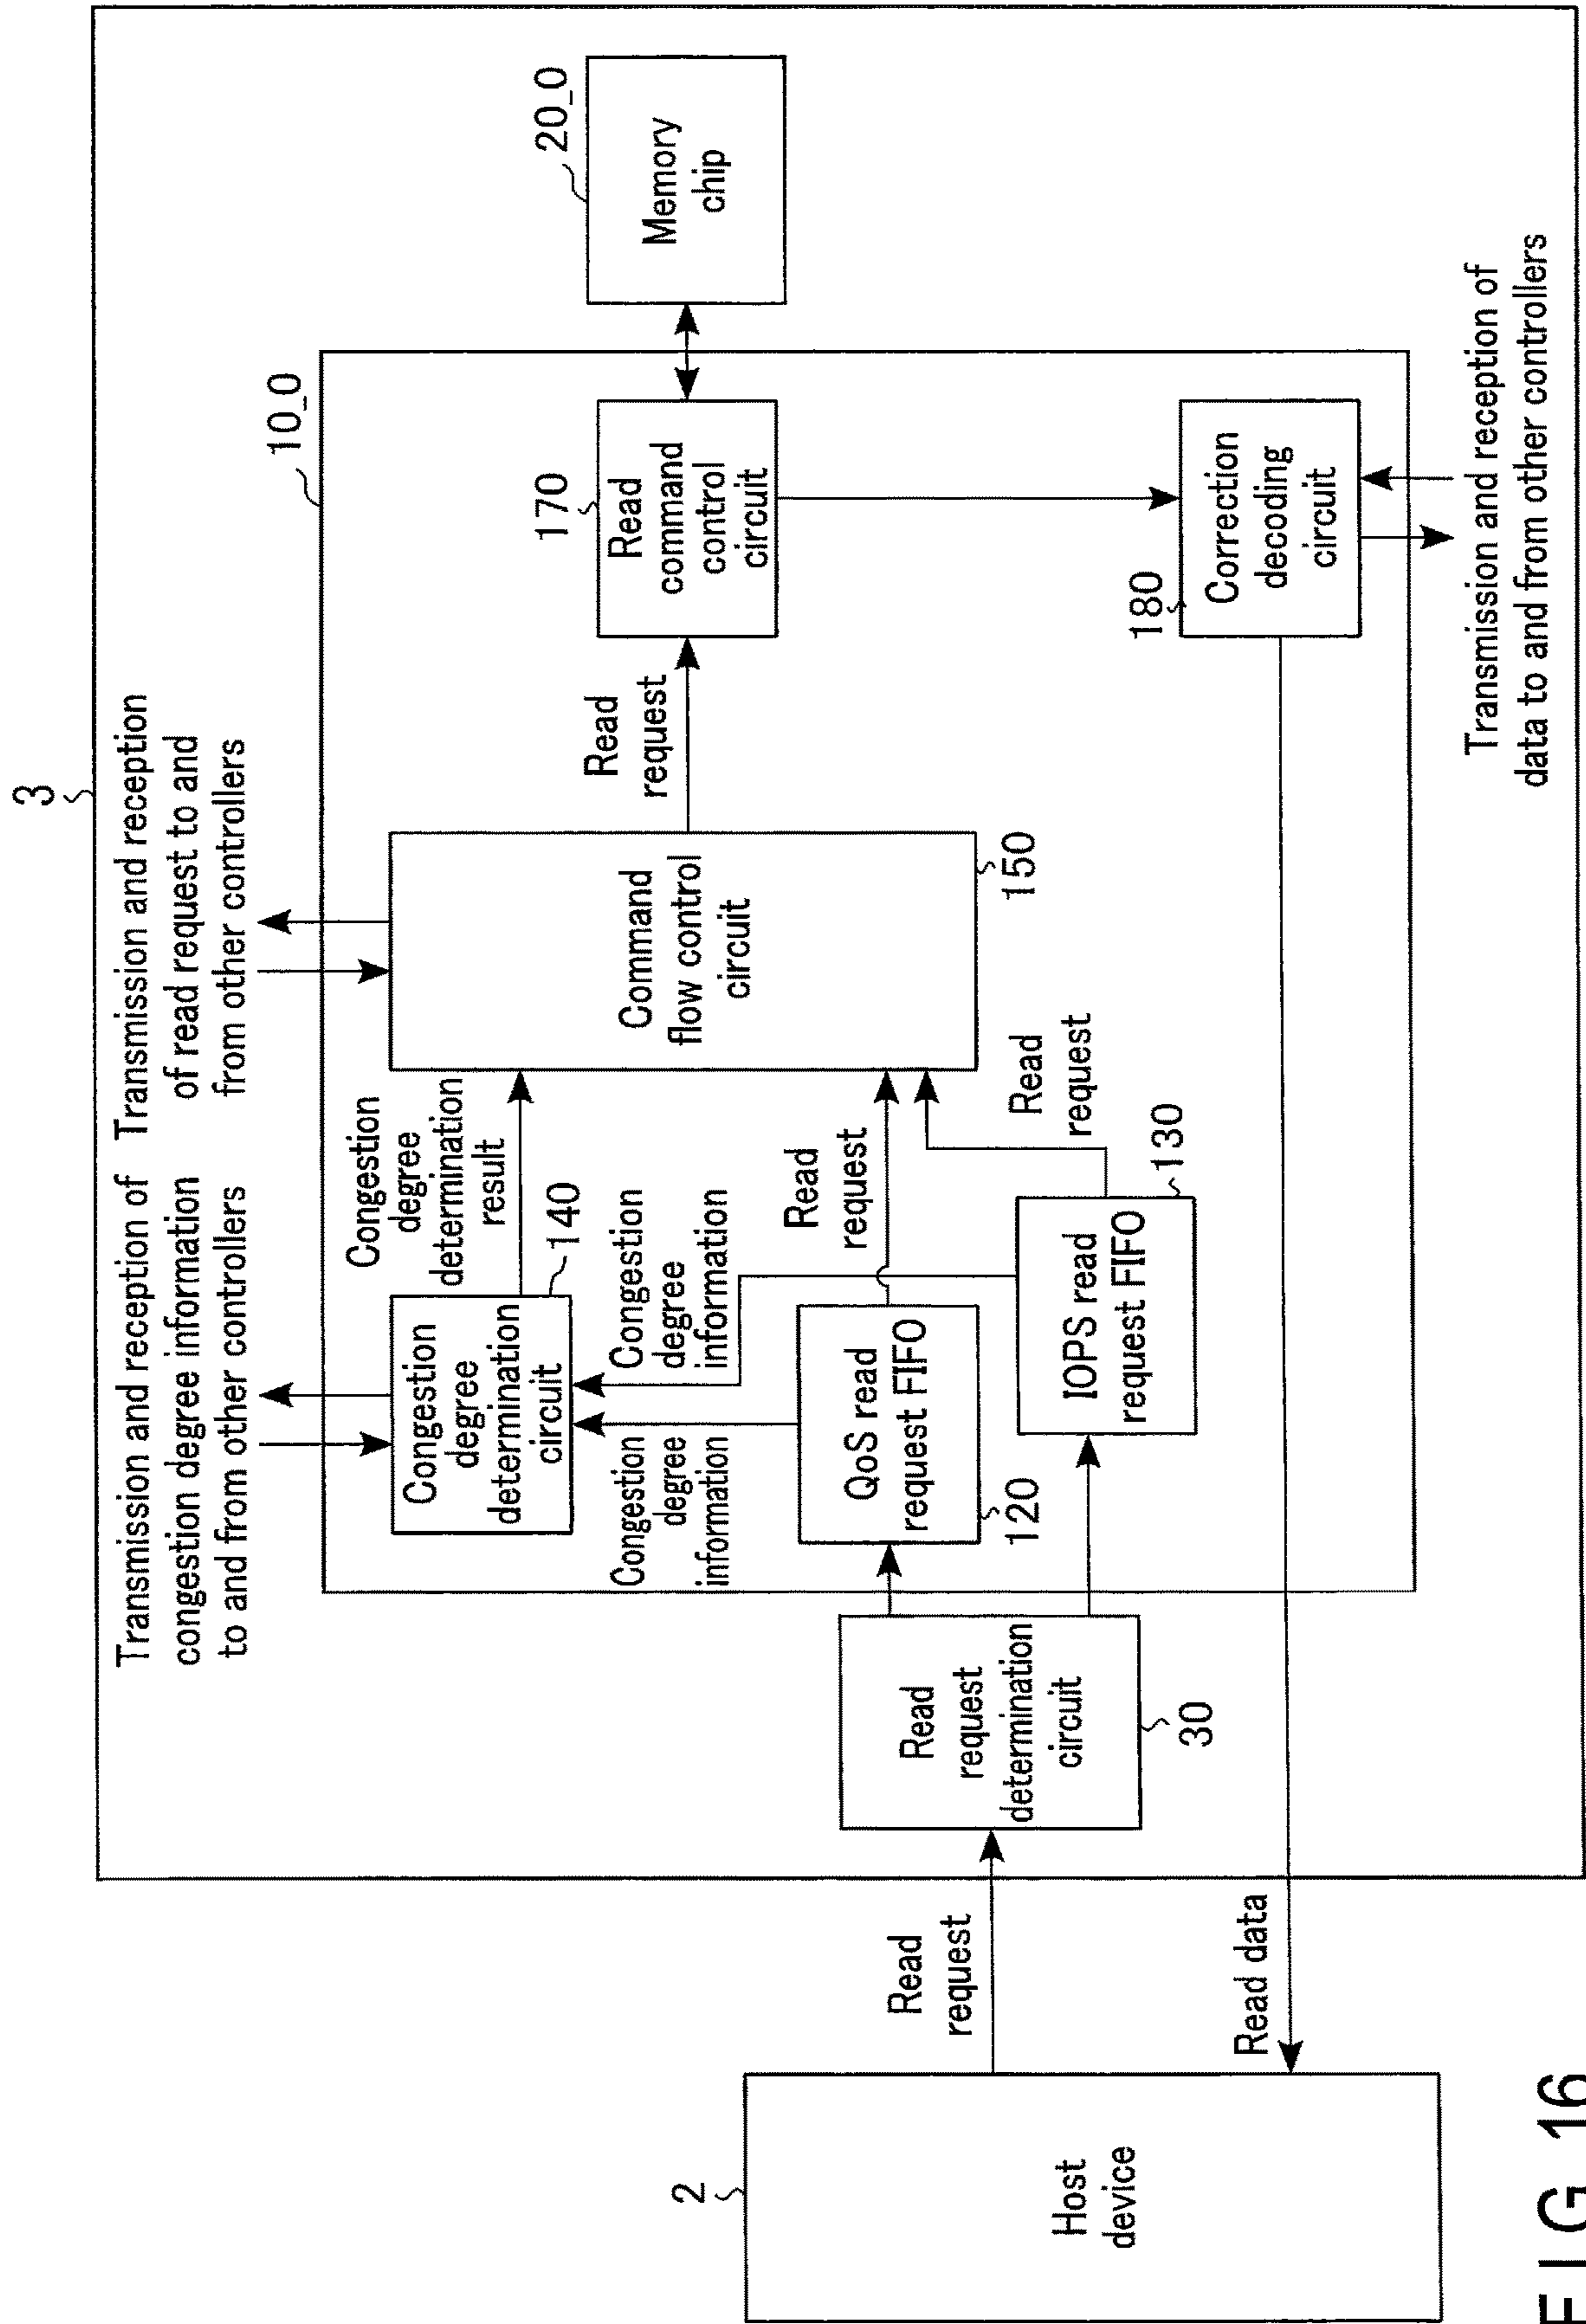 3
Transmission and reception of
congestion degree information
to and from other controllers
Transmission and reception
of read request to and
from other controllers
10_0
20_0
Congestion
degree
determination
circuit
140
Congestion
degree
determination
result
Command
flow control
circuit
150
Read
request
170
Read
command
control
circuit
Memory
chip
Congestion
degree
information
Congestion
degree
information
QoS read
request FIFO
120
Read
request
IOPS read
request FIFO
130
Read
request
180
Correction
decoding
circuit
Transmission and reception of
data to and from other controllers
Read
request
determination
circuit
30
Read
request
Read data
2
Host
device
FIG. 16